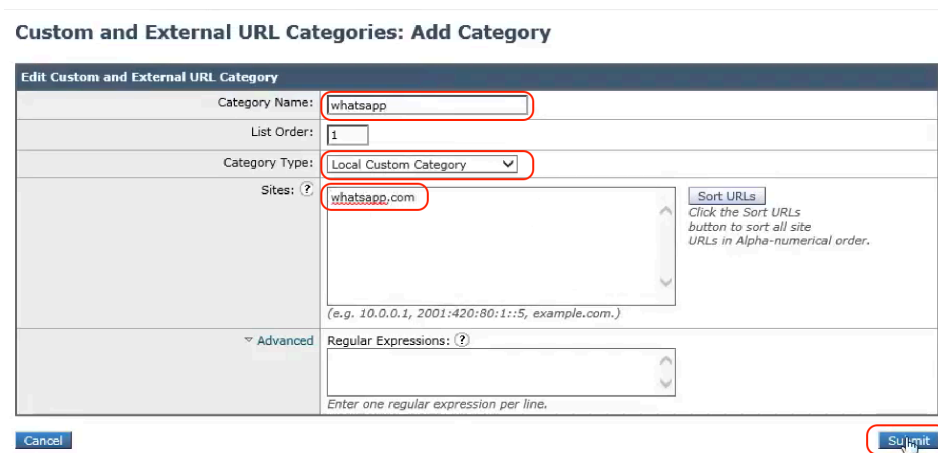 Custom and External URL Categories: Add Category
Edit Custom and External URL Category
Category Name: whatsapp
List Order: 1
Category Type: Local Custom Category
Sites: ? whatsapp.com
Sort URLs
Click the Sort URLs
button to sort all site
URLs in Alpha-numerical order.
(e.g. 10.0.0.1, 2001:420:80:1::5, example.com.)
Advanced Regular Expressions: ?
Enter one regular expression per line.
Cancel Submit